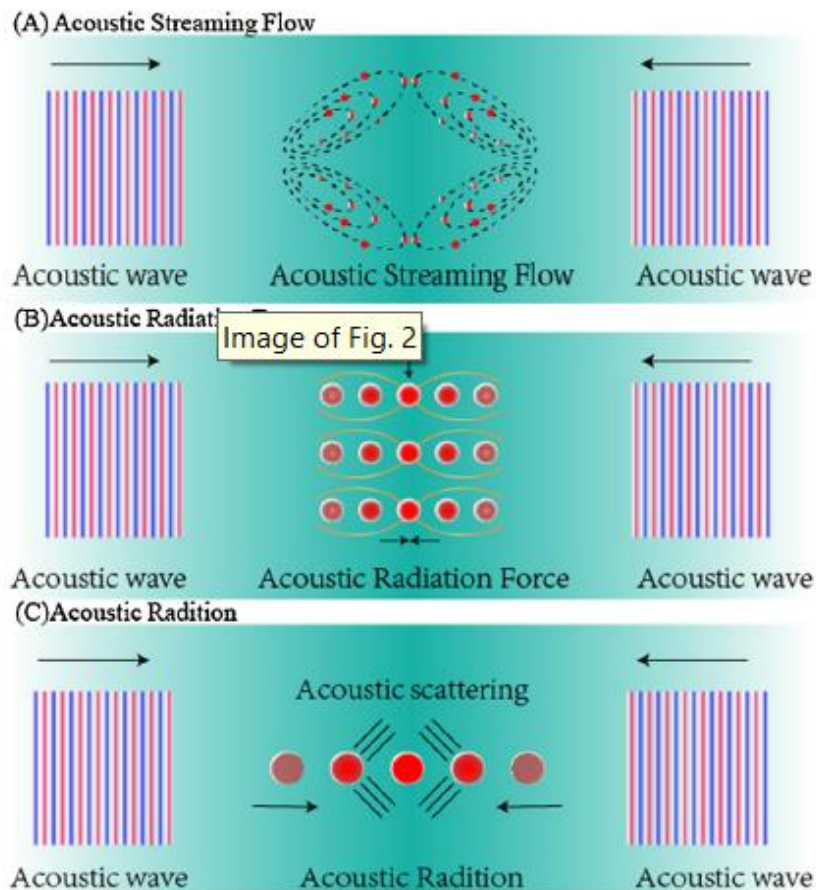 (A) Acoustic Streaming Flow
Acoustic wave Acoustic Streaming Flow Acoustic wave
(B)Acoustic Radiati
Image of Fig. 2
Acoustic wave Acoustic Radiation Force Acoustic wave
(C)Acoustic Radition
Acoustic scattering
Acoustic wave Acoustic Radition Acoustic wave